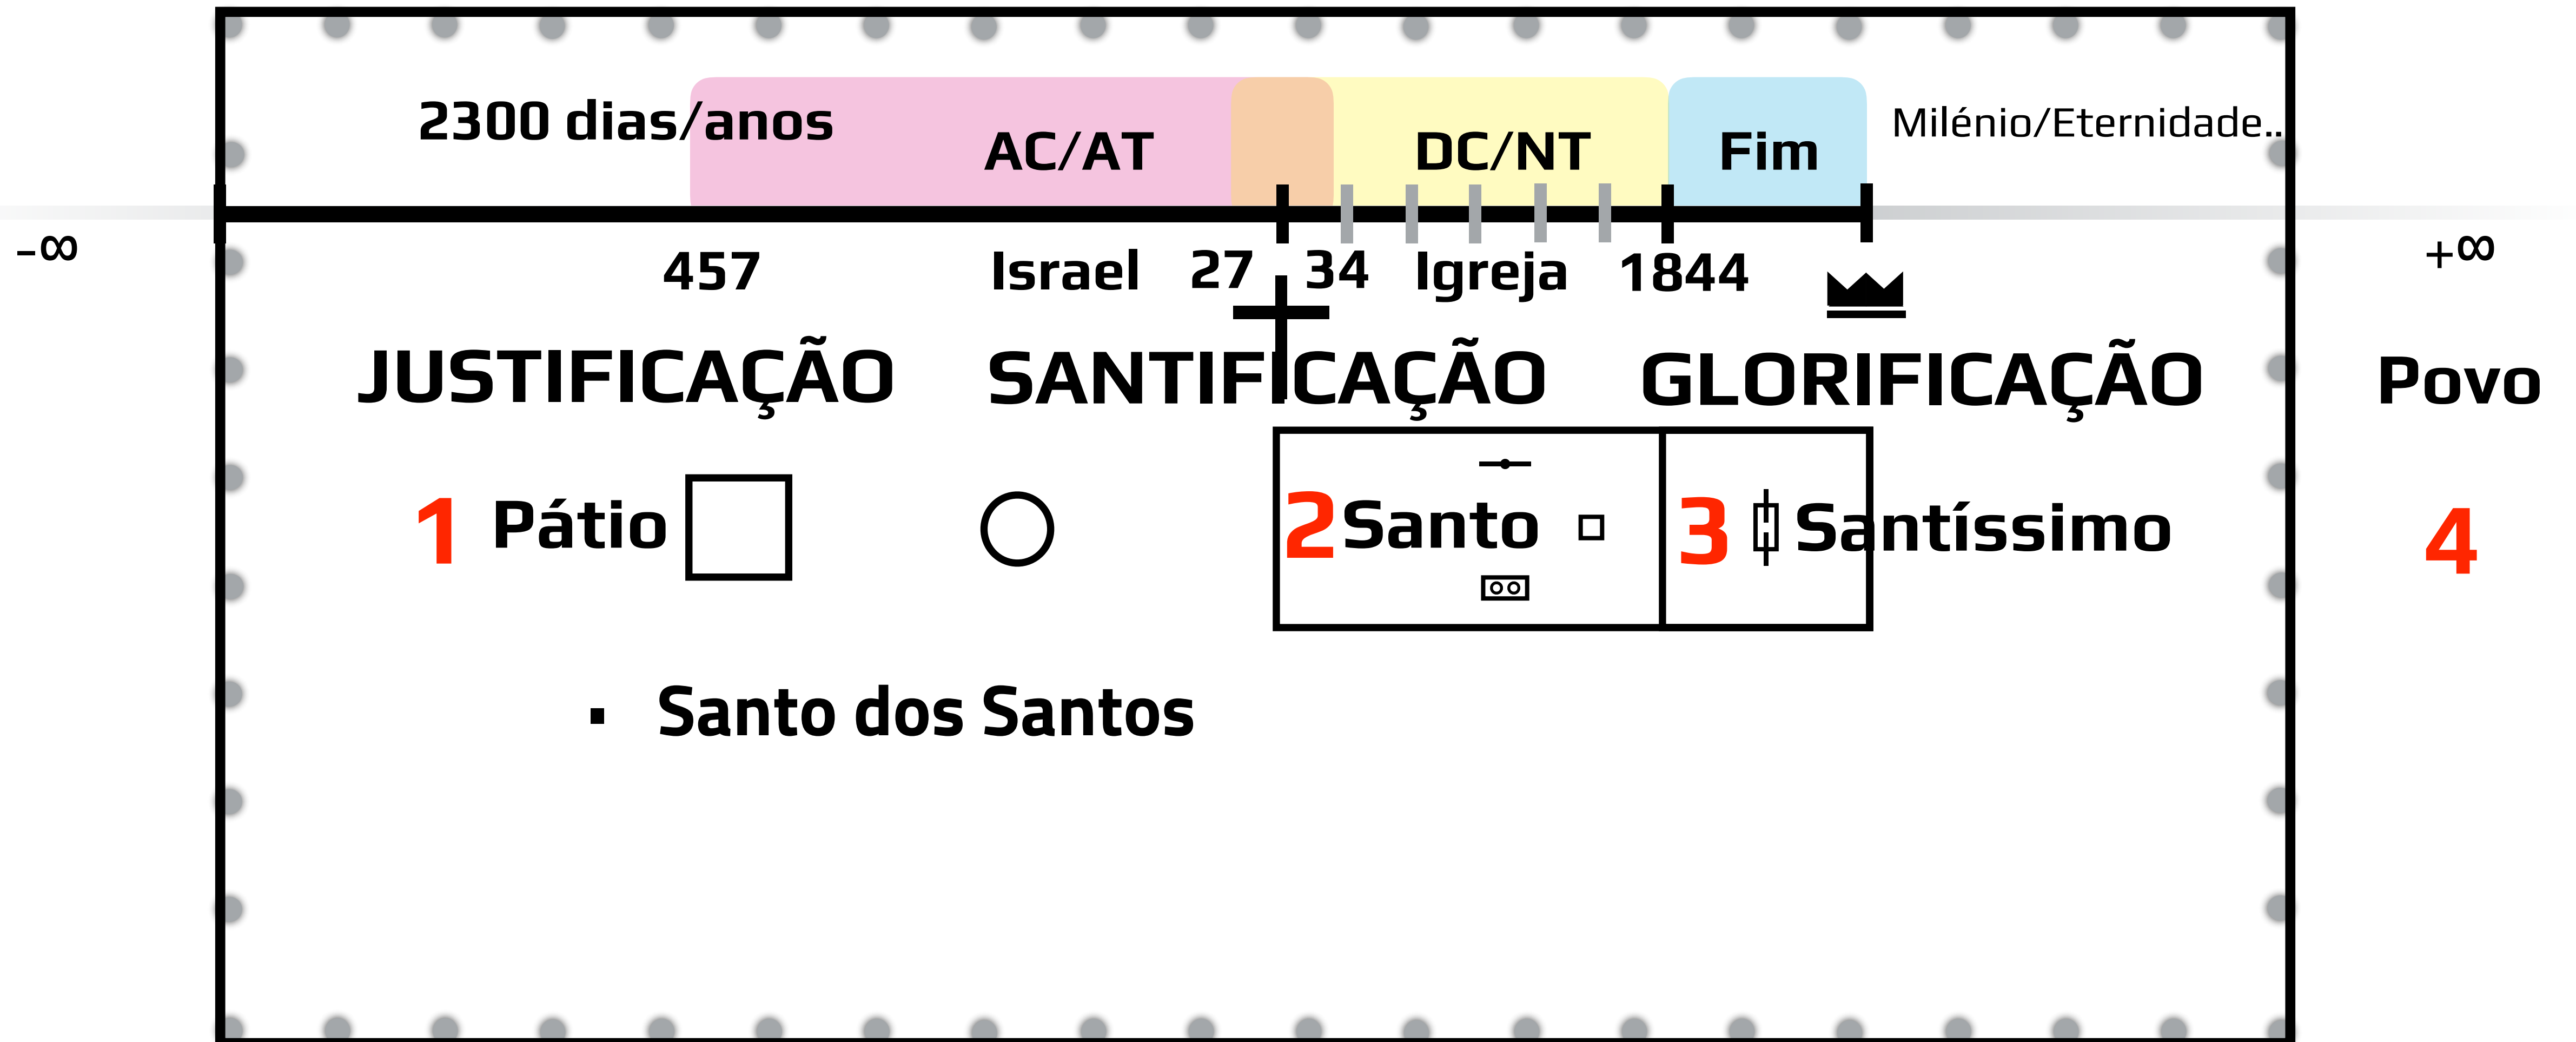 2300 dias/anos
AC/AT
DC/NT
Fim
Milénio/Eternidade..
-∞
457
Israel
27
34
Igreja
1844
+∞
JUSTIFICAÇÃO
SANTIFICAÇÃO
GLORIFICAÇÃO
Povo
1 Pátio
2 Santo
3 Santíssimo
4
▪ Santo dos Santos